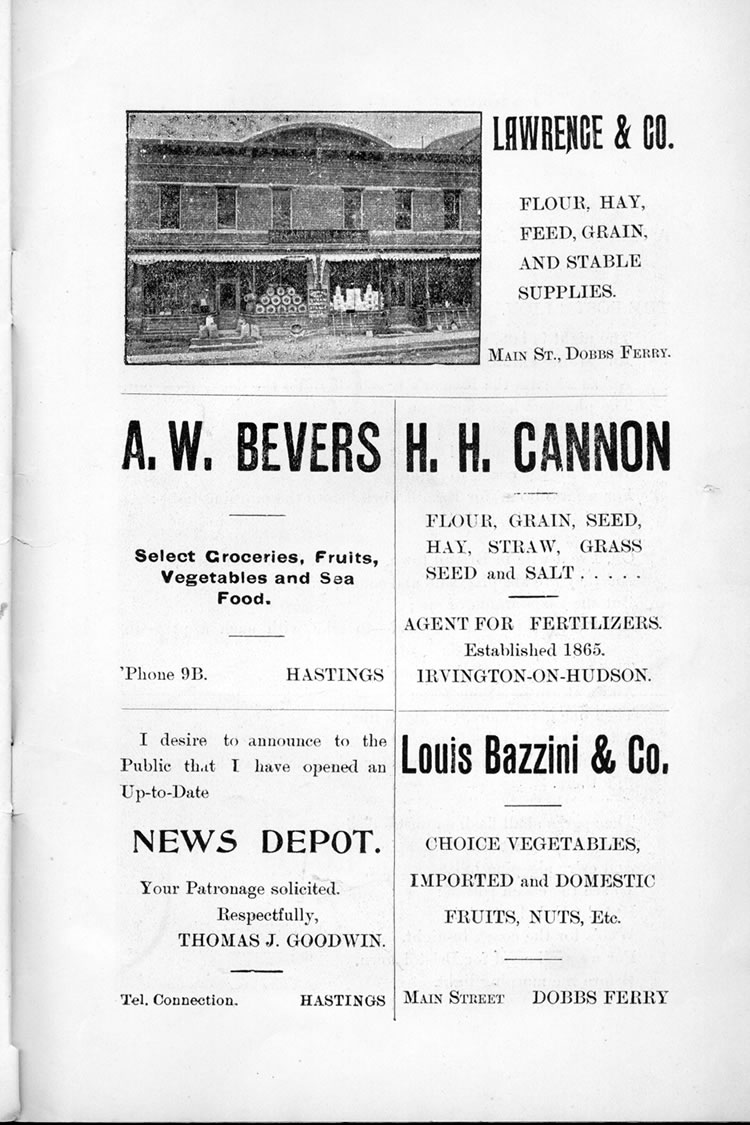 LAWRENCE & CO.
FLOUR, HAY,
FEED, GRAIN,
AND STABLE
SUPPLIES.
MAIN ST., DOBBS FERRY.
A. W. BEVERS
Select Groceries, Fruits,
Vegetables and Sea
Food.
'Phone 9B. HASTINGS
H. H. CANNON
FLOUR, GRAIN, SEED,
HAY, STRAW, GRASS
SEED and SALT . . . . .
AGENT FOR FERTILIZERS.
Established 1865.
IRVINGTON-ON-HUDSON.
I desire to announce to the
Public that I have opened an
Up-to-Date
NEWS DEPOT.
Your Patronage solicited.
Respectfully,
THOMAS J. GOODWIN.
Tel. Connection. HASTINGS
Louis Bazzini & Co.
CHOICE VEGETABLES,
IMPORTED and DOMESTIC
FRUITS, NUTS, Etc.
MAIN STREET DOBBS FERRY